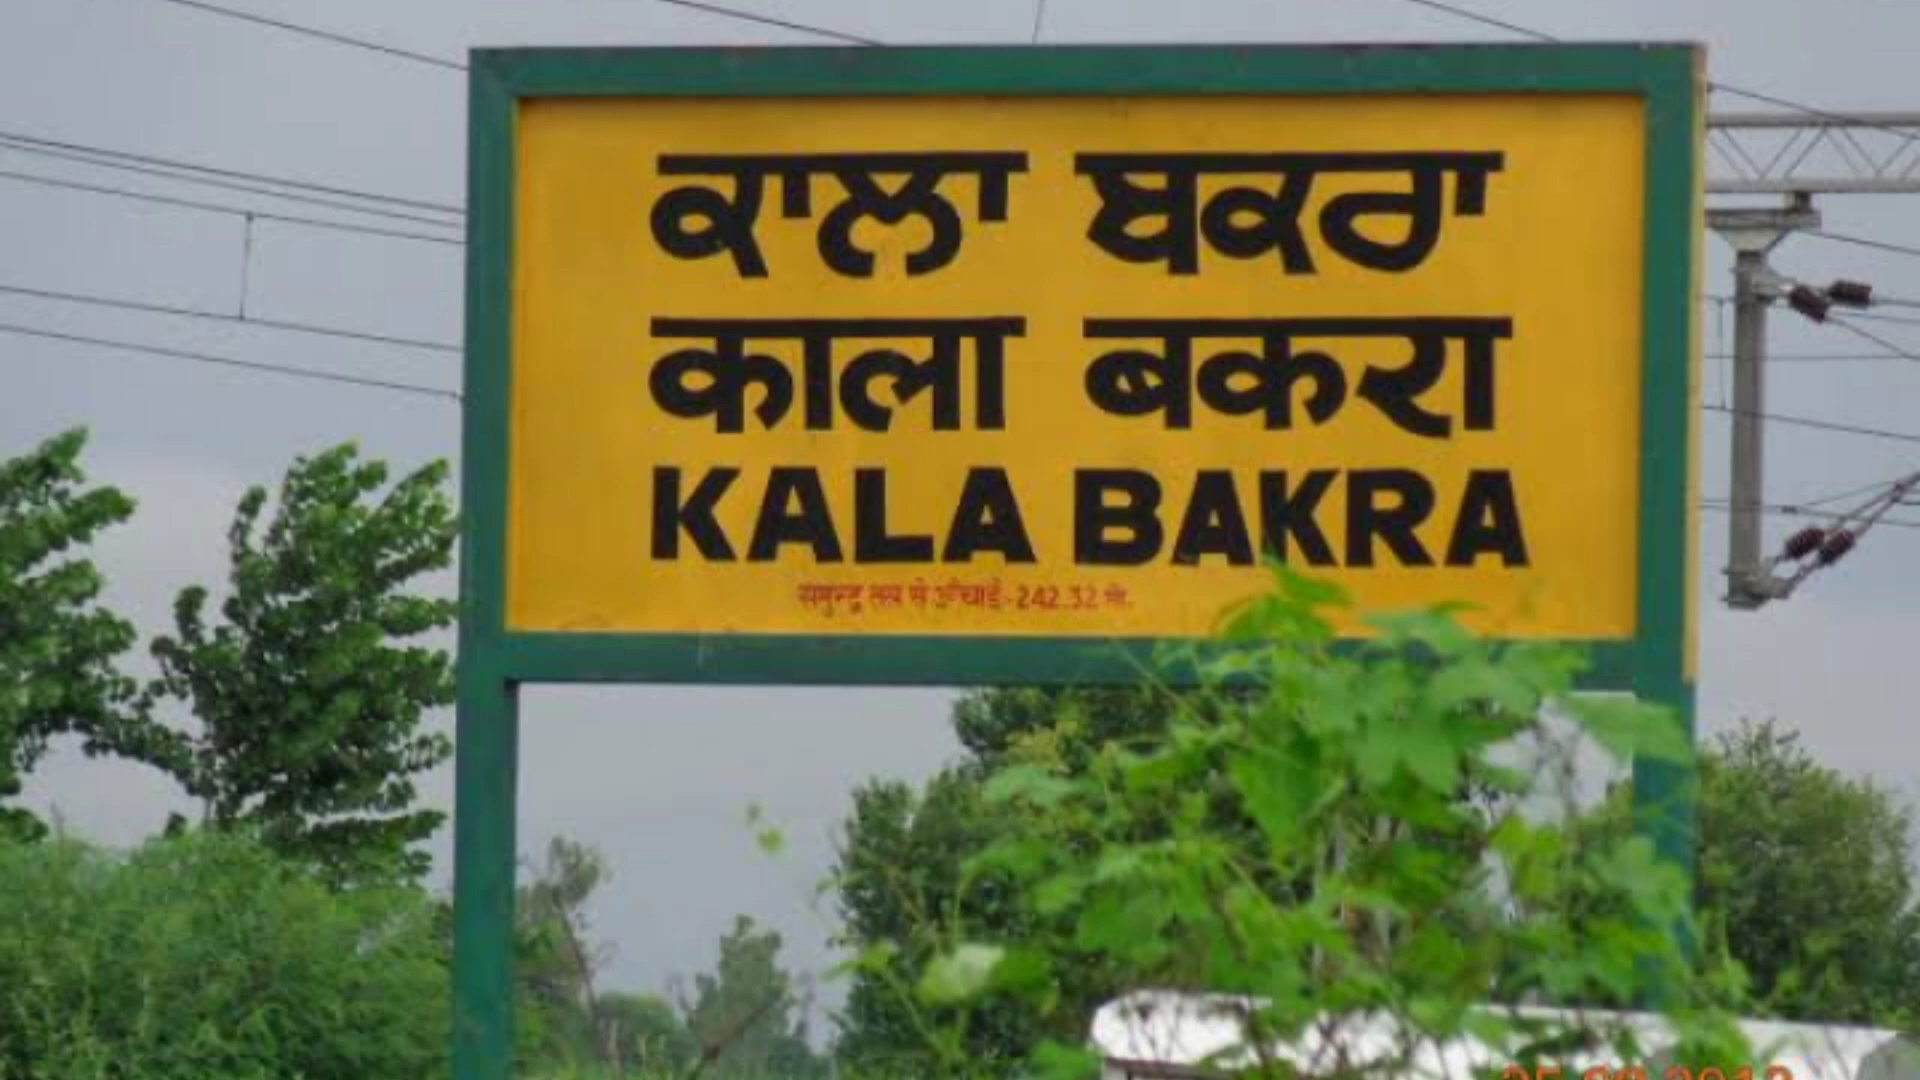 ਕਾਲਾ ਬਕਰਾ
काला बकरा
KALA BAKRA
समुन्द्र तल से ऊँचाई:-242.32 मी.